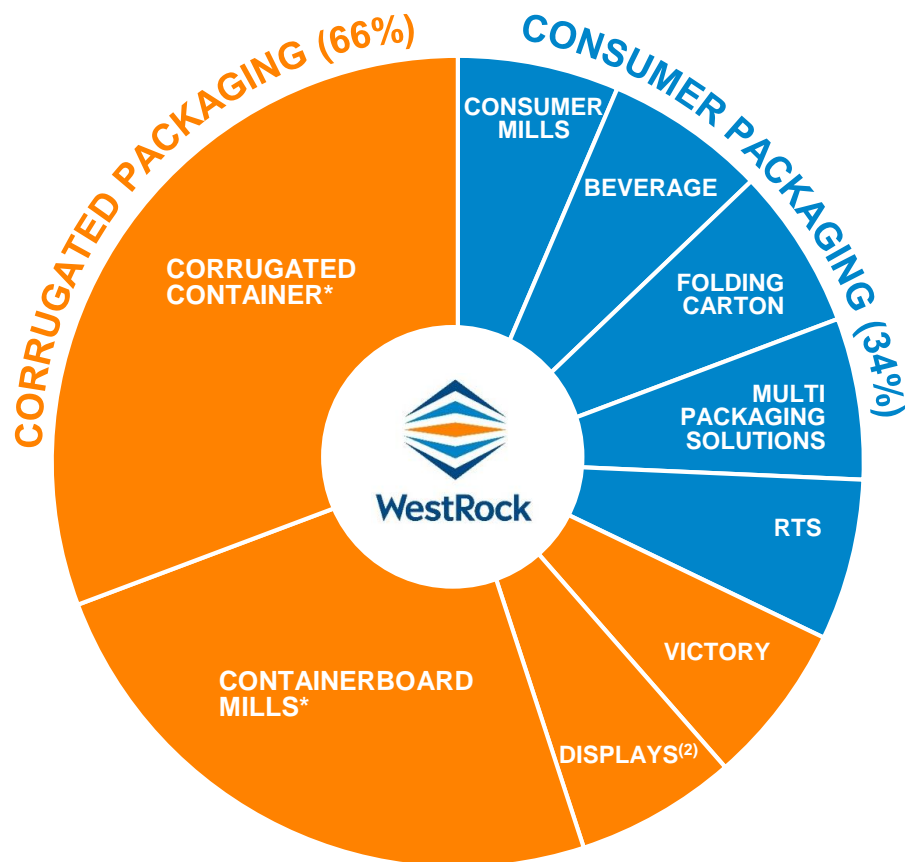 CORRUGATED PACKAGING (66%)
CONSUMER PACKAGING (34%)
CONSUMER
MILLS
BEVERAGE
FOLDING
CARTON
MULTI
PACKAGING
SOLUTIONS
RTS
VICTORY
DISPLAYS(2)
CONTAINERBOARD
MILLS*
CORRUGATED
CONTAINER*
WestRock